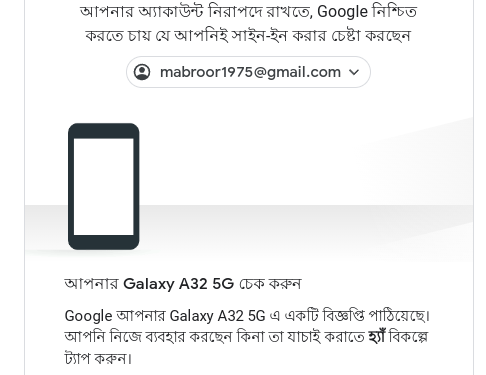 আপনার অ্যাকাউন্ট নিরাপদে রাখতে, Google নিশ্চিত
করতে চায় যে আপনিই সাইন-ইন করার চেষ্টা করছেন
mabroor1975@gmail.com
আপনার Galaxy A32 5G চেক করুন
Google আপনার Galaxy A32 5G এ একটি বিজ্ঞপ্তি পাঠিয়েছে।
আপনি নিজে ব্যবহার করছেন কিনা তা যাচাই করাতে হ্যাঁ বিকল্পে
ট্যাপ করুন।